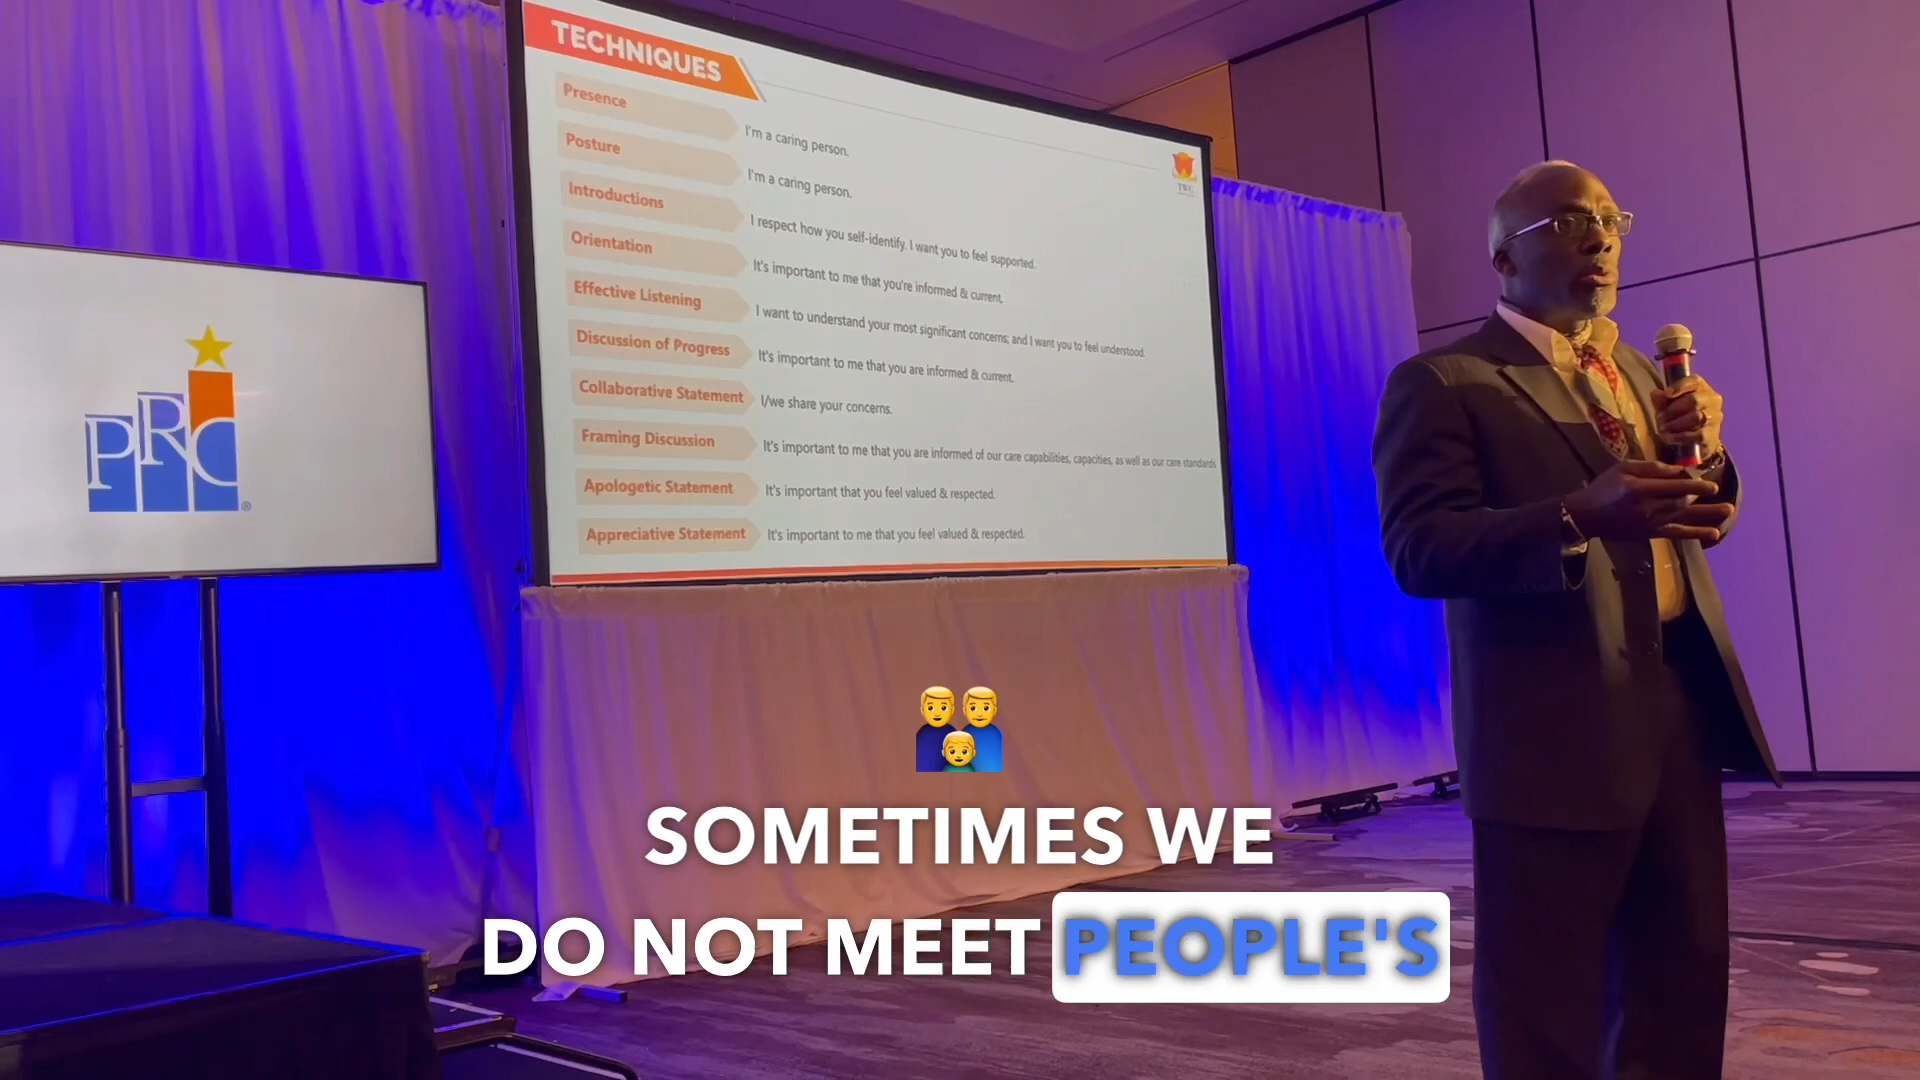 TECHNIQUES
Presence
I'm a caring person.
Posture
I'm a caring person.
Introductions
I respect how you self-identify. I want you to feel supported.
Orientation
It's important to me that you're informed & current.
Effective Listening
I want to understand your most significant concerns; and I want you to feel understood.
Discussion of Progress
It's important to me that you are informed & current.
Collaborative Statement
I/we share your concerns.
Framing Discussion
It's important to me that you are informed of our care capabilities, capacities, as well as our care standards
Apologetic Statement
It's important that you feel valued & respected.
Appreciative Statement
It's important to me that you feel valued & respected.
TWC
PRC®
SOMETIMES WE
DO NOT MEET PEOPLE'S